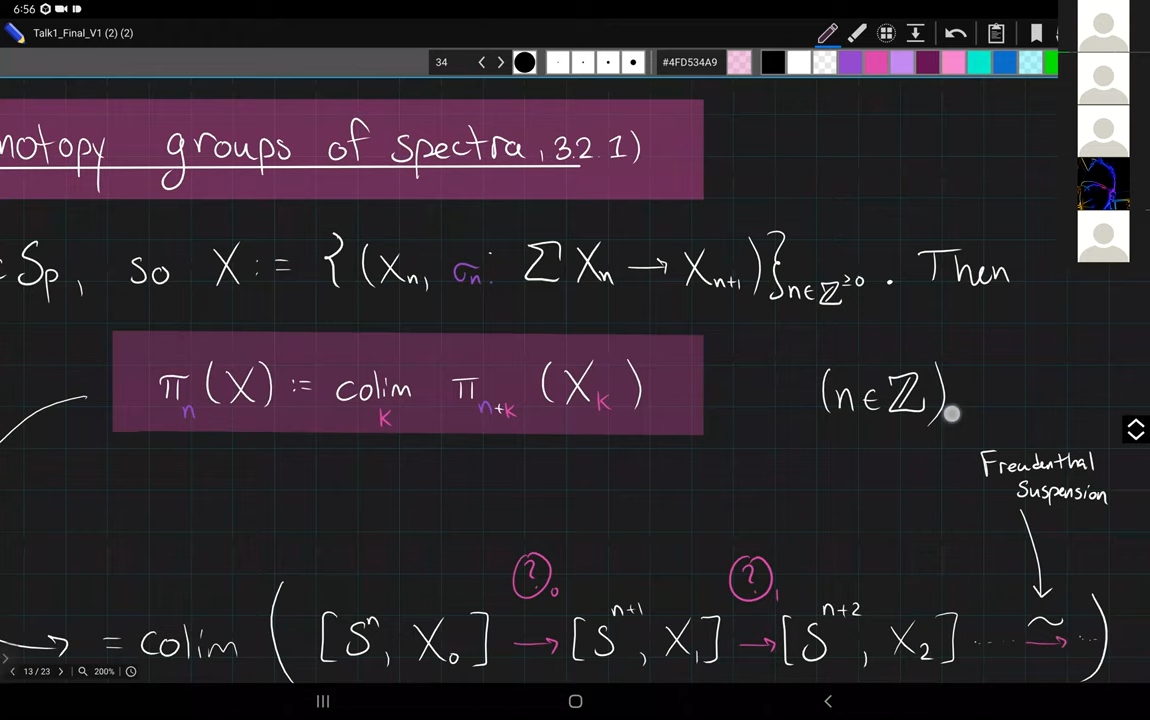 6:56
Talk1_Final_V1 (2) (2)
34
#4FD534A9
notopy groups of spectra, 3.2.1)
∈ Sp, so X := {(Xₙ, σₙ: ΣXₙ → Xₙ₊₁)}ₙ∈ℤ≥0. Then
πₙ(X) := colimₖ πₙ₊ₖ(Xₖ) (n∈ℤ)
Freudenthal
Suspension
?₀ ?₁
→ = colim ([Sⁿ, X₀] → [Sⁿ⁺¹, X₁] → [Sⁿ⁺², X₂] ⋯ ~→ ⋯)
13 / 23 200%